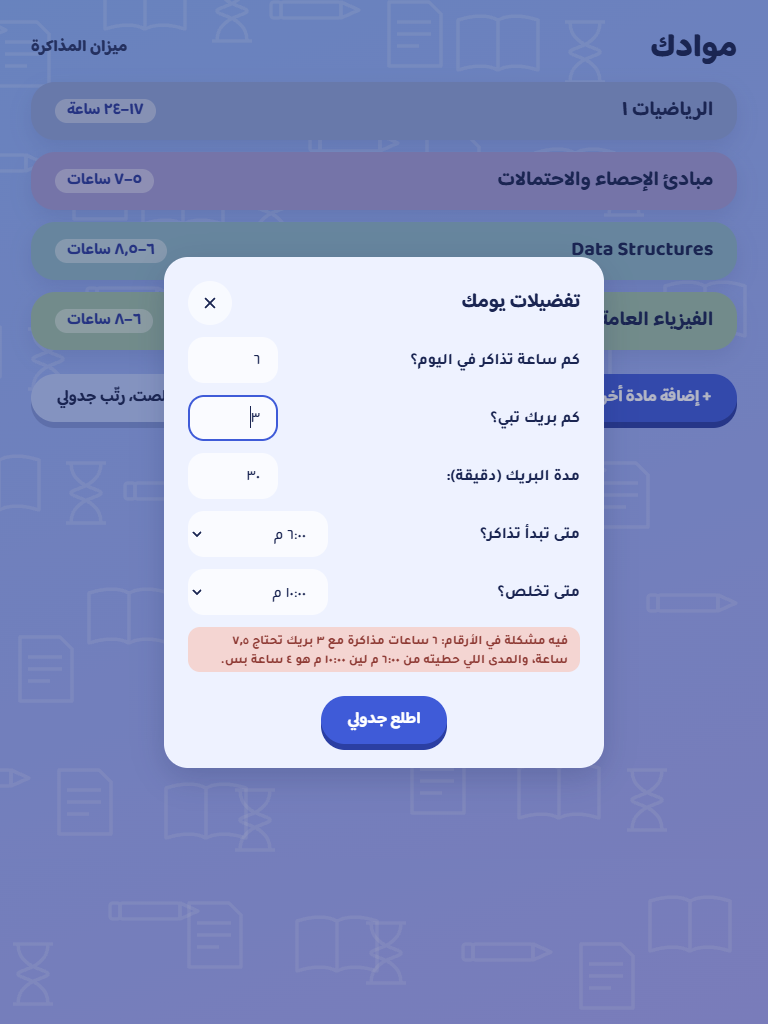 موادك
ميزان المذاكرة
الرياضيات ١
١٧–٢٤ ساعة
مبادئ الإحصاء والاحتمالات
٥–٧ ساعات
Data Structures
٦–٨,٥ ساعات
الفيزياء العامة
٦–٨ ساعات
+ إضافة مادة
رتّب جدولي
تفضيلات يومك
×
كم ساعة تذاكر في اليوم؟
٦
كم بريك تبي؟
٣
مدة البريك (دقيقة):
٣٠
متى تبدأ تذاكر؟
٦:٠٠ م
متى تخلص؟
١٠:٠٠ م
فيه مشكلة في الأرقام: ٦ ساعات مذاكرة مع ٣ بريك تحتاج ٧,٥
ساعة، والمدى اللي حطيته من ٦:٠٠ م لين ١٠:٠٠ م هو ٤ ساعة بس.
اطلع جدولي